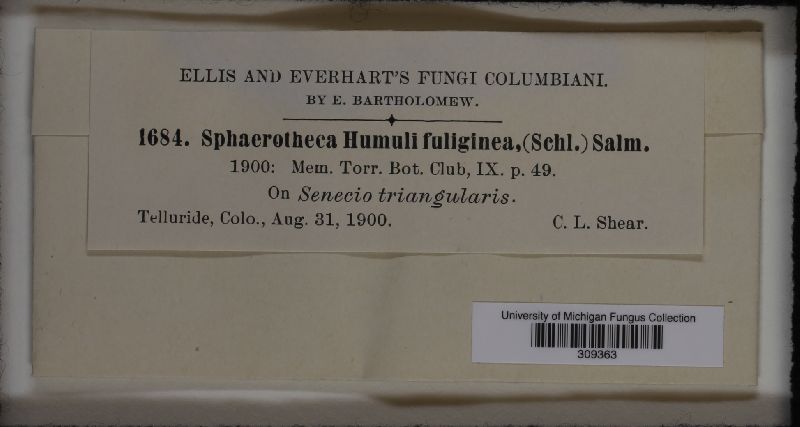 ELLIS AND EVERHART'S FUNGI COLUMBIANI.
BY E. BARTHOLOMEW.
1684. Sphaerotheca Humuli fuliginea, (Schl.) Salm.
1900: Mem. Torr. Bot. Club, IX. p. 49.
On Senecio triangularis.
Telluride, Colo., Aug. 31, 1900. C. L. Shear.
University of Michigan Fungus Collection
309363